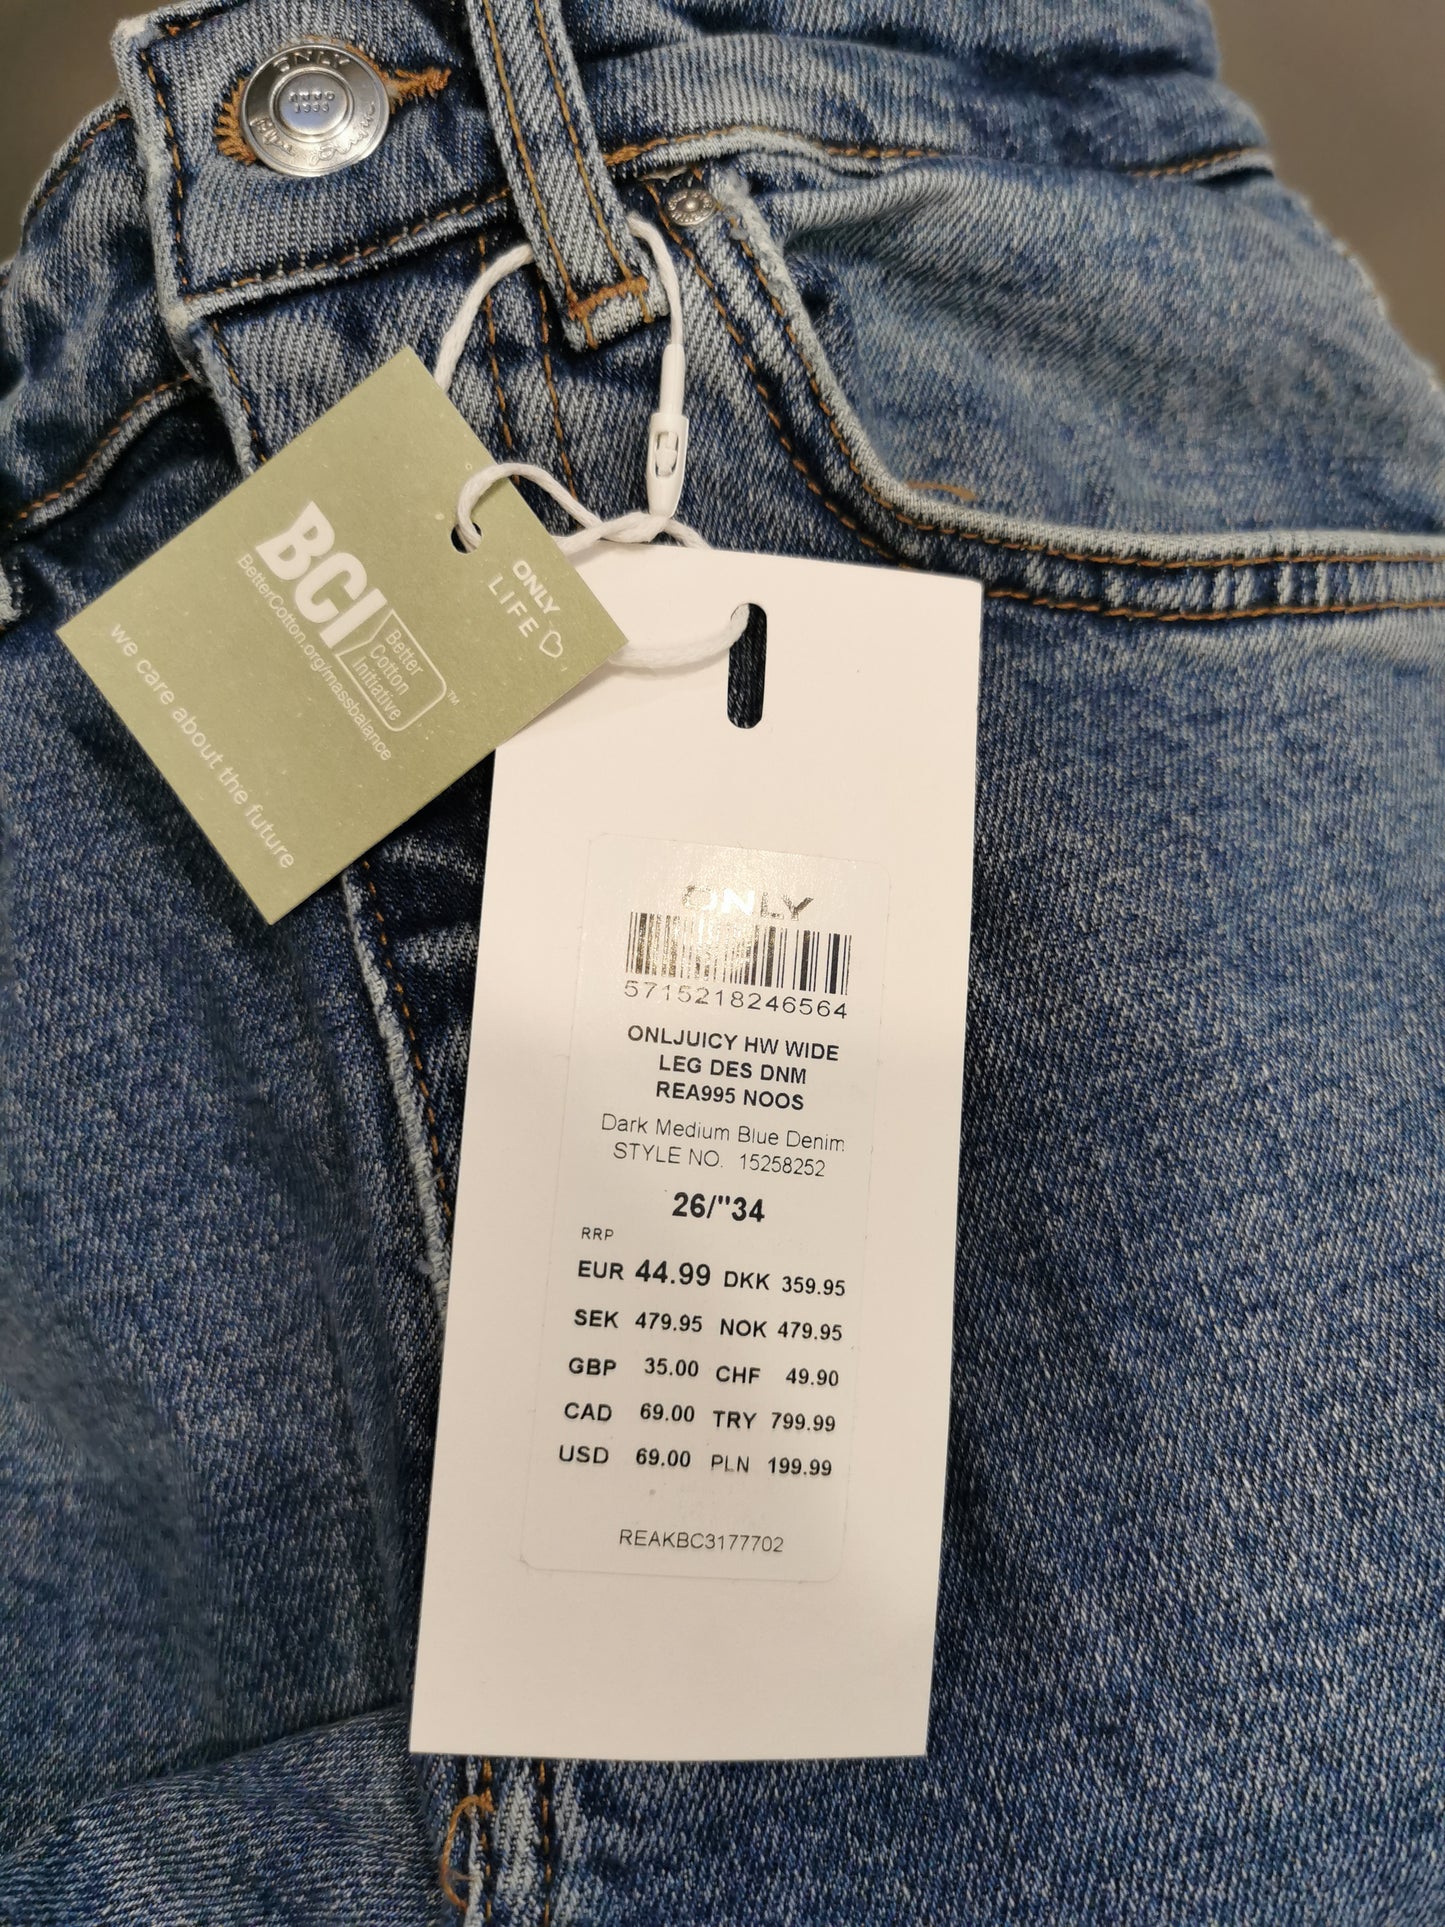 ONLY
ANNO
ONLY
LIFE
BCI
Better
Cotton
Initiative
TM
BetterCotton.org/massbalance
we care about the future
ONLY
5715218246564
ONLJUICY HW WIDE
LEG DES DNM
REA995 NOOS
Dark Medium Blue Denim
STYLE NO. 15258252
26/"34
RRP
EUR 44.99 DKK 359.95
SEK 479.95 NOK 479.95
GBP 35.00 CHF 49.90
CAD 69.00 TRY 799.99
USD 69.00 PLN 199.99
REAKBC3177702